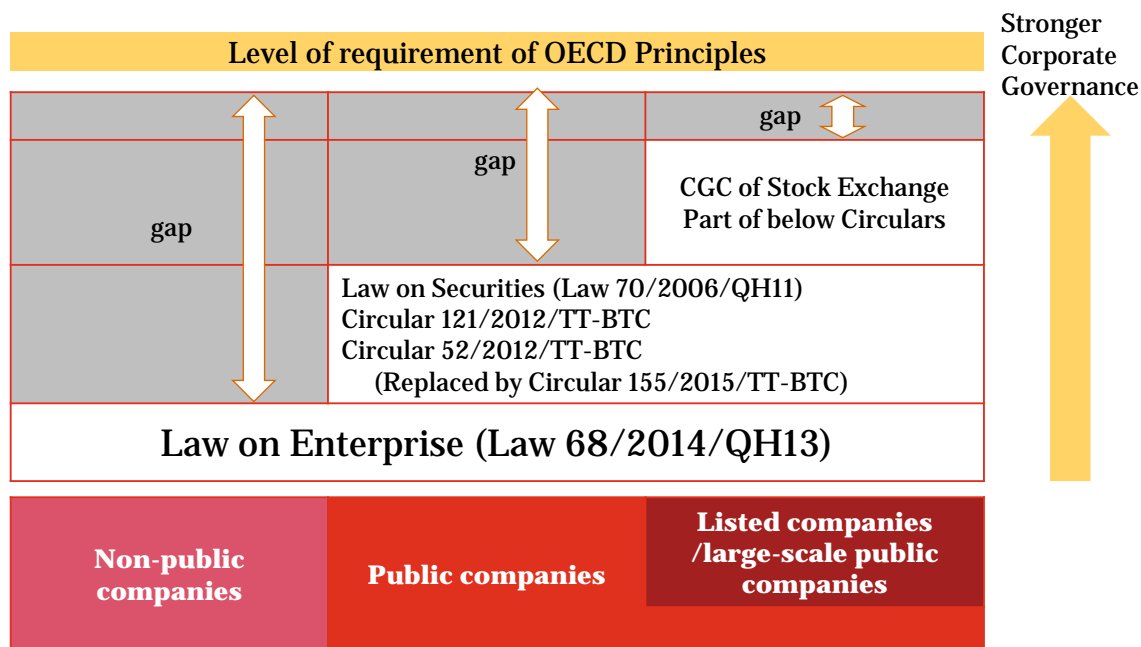 Level of requirement of OECD Principles
Stronger
Corporate
Governance
gap
gap
gap
CGC of Stock Exchange
Part of below Circulars
Law on Securities (Law 70/2006/QH11)
Circular 121/2012/TT-BTC
Circular 52/2012/TT-BTC
(Replaced by Circular 155/2015/TT-BTC)
Law on Enterprise (Law 68/2014/QH13)
Non-public
companies
Public companies
Listed companies
/large-scale public
companies